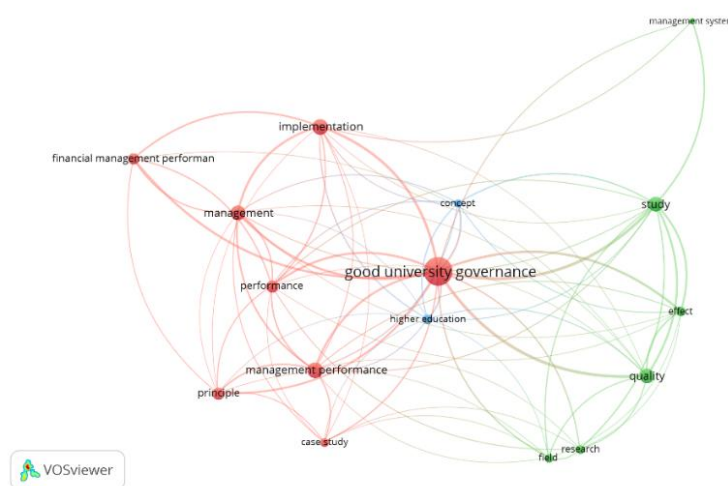 management system
implementation
financial management performan
concept
study
management
good university governance
performance
effect
higher education
management performance
quality
principle
case study
research
field
VOSviewer